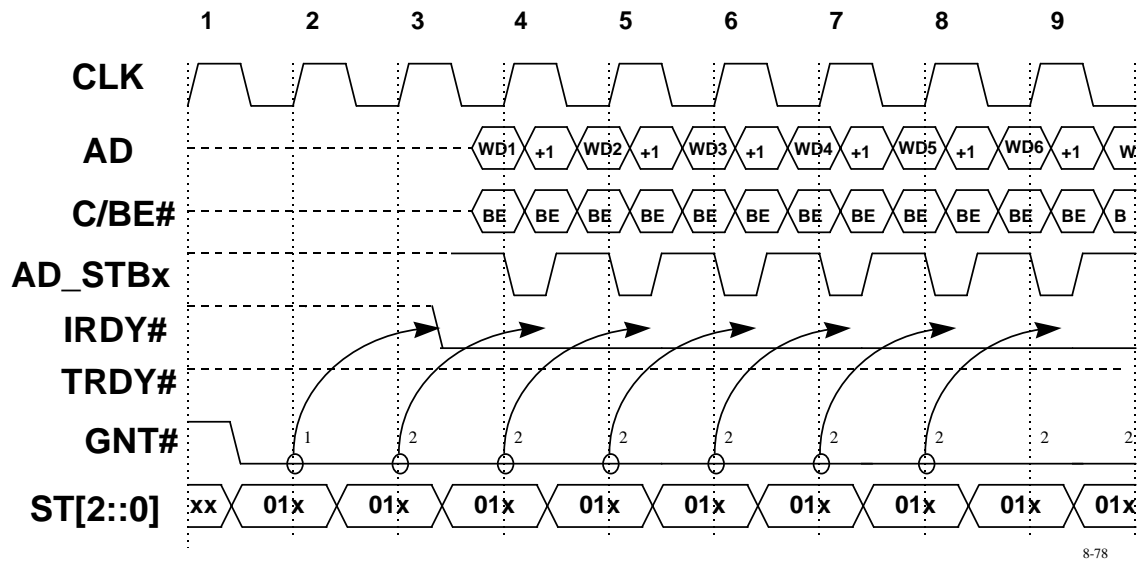 1 2 3 4 5 6 7 8 9
CLK
AD WD1 +1 WD2 +1 WD3 +1 WD4 +1 WD5 +1 WD6 +1 W
C/BE# BE BE BE BE BE BE BE BE BE BE BE BE B
AD_STBx
IRDY#
TRDY#
GNT# 1 2 2 2 2 2 2 2 2
ST[2::0] xx 01x 01x 01x 01x 01x 01x 01x 01x 01x
8-78